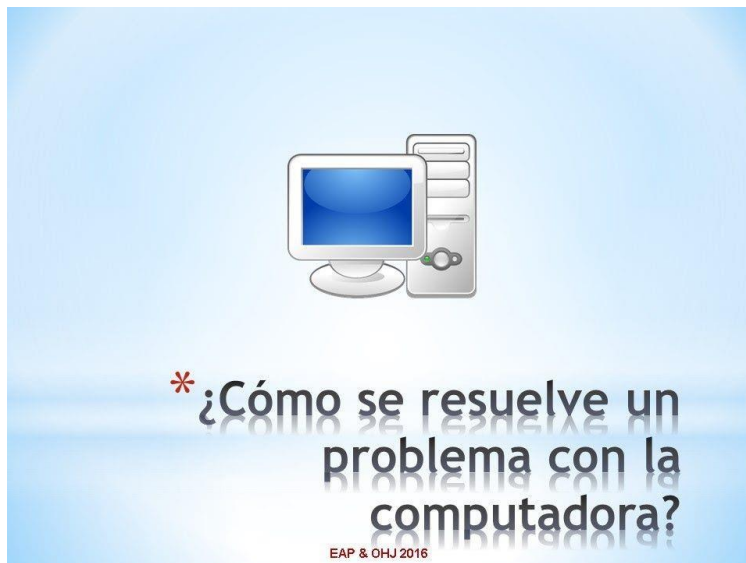 *¿Cómo se resuelve un
problema con la
computadora?
EAP & OHJ 2016